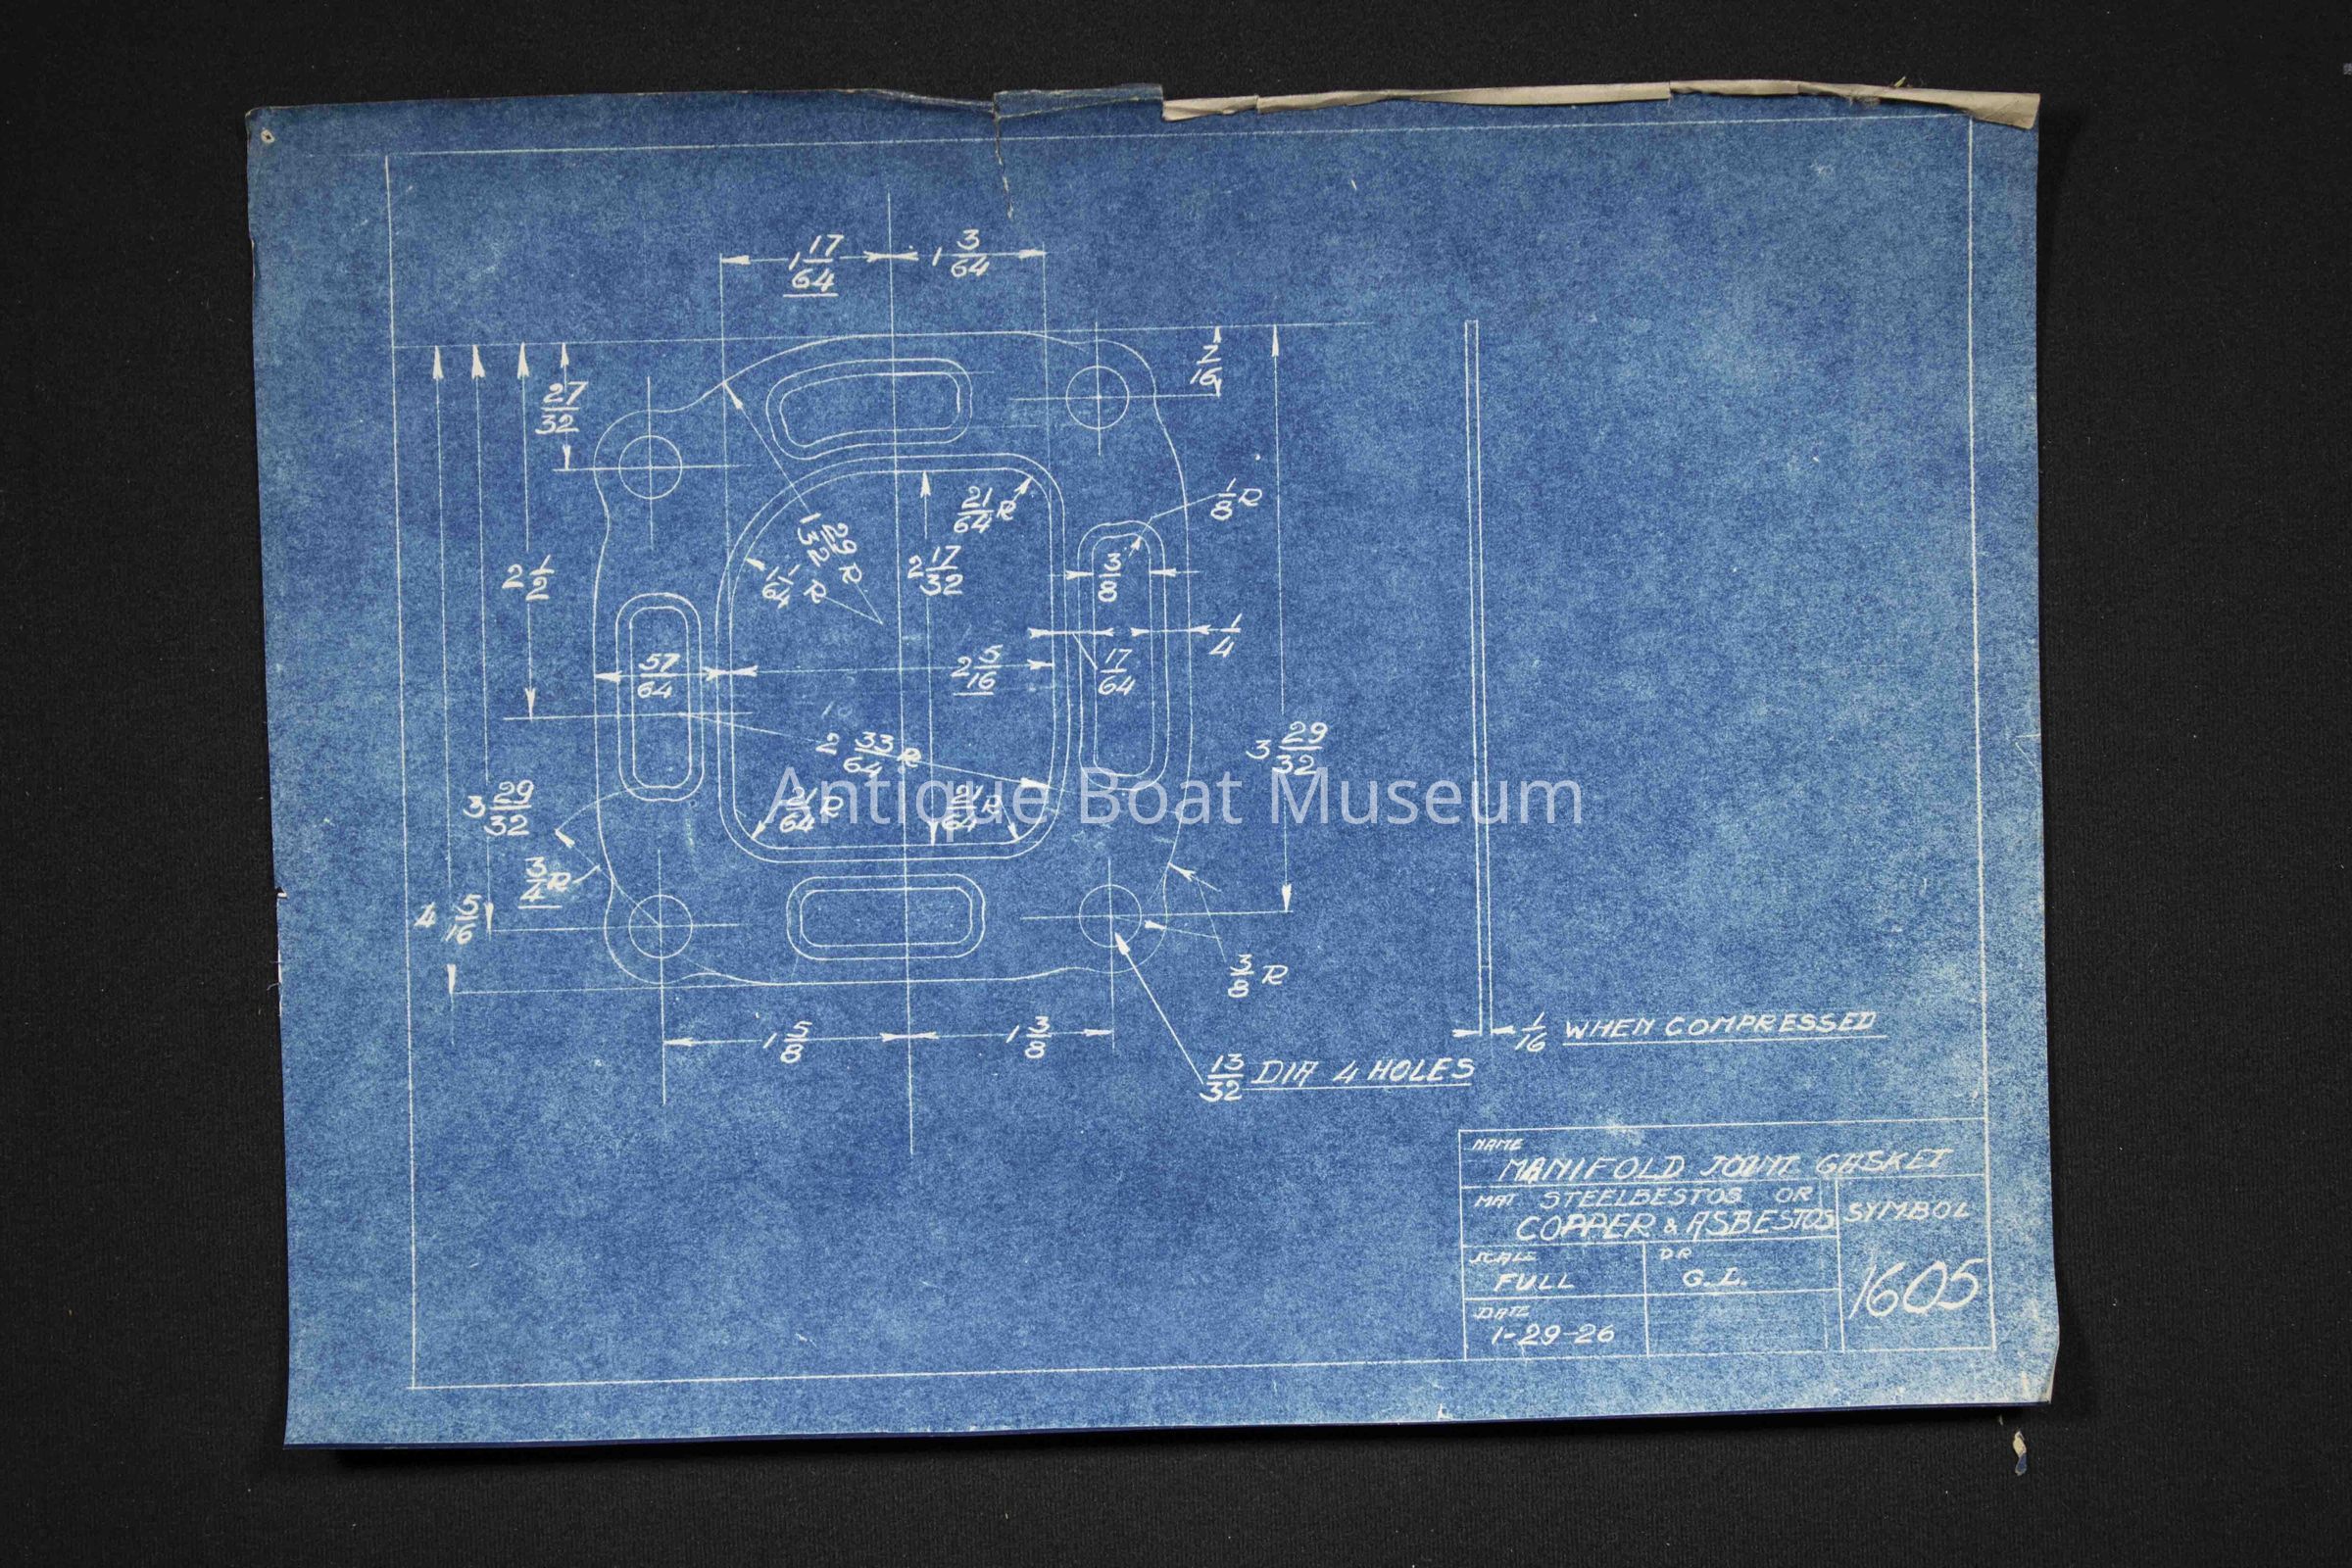 1 17/64
1 3/64
27/32
7/16
21/64 R
1/8 R
1 29/32 R
2 17/32
3/8
2 1/2
1/4
57/64
2 5/16
17/64
2 33/64 R
3 29/32
3 29/32
21/64 R
21/64 R
3/4 R
4 5/16
3/8 R
1 5/8
1 3/8
1/16 WHEN COMPRESSED
13/32 DIA 4 HOLES
Antique Boat Museum
NAME
MANIFOLD JOINT GASKET
MAT STEELBESTOS OR
COPPER & ASBESTOS
SYMBOL
1605
SCALE
FULL
DR
G.L.
DATE
1-29-26